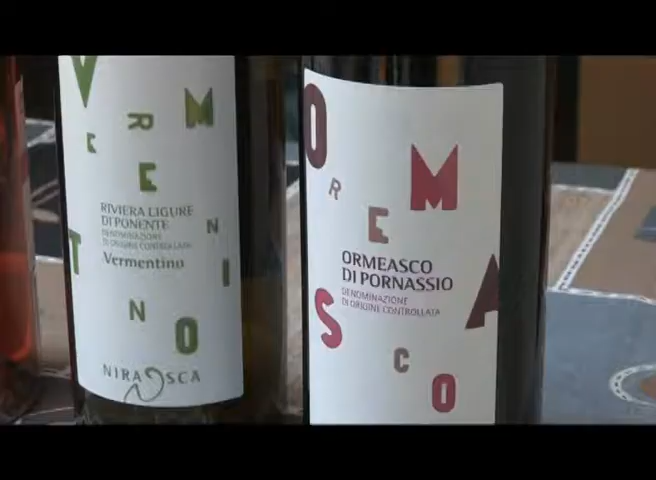 V
E R M
E
RIVIERA LIGURE
DI PONENTE
DENOMINAZIONE
DI ORIGINE CONTROLLATA
Vermentino
N
T I
N O
NIRASCA
O
R M
E
ORMEASCO
DI PORNASSIO
DENOMINAZIONE
DI ORIGINE CONTROLLATA
A
S
C O